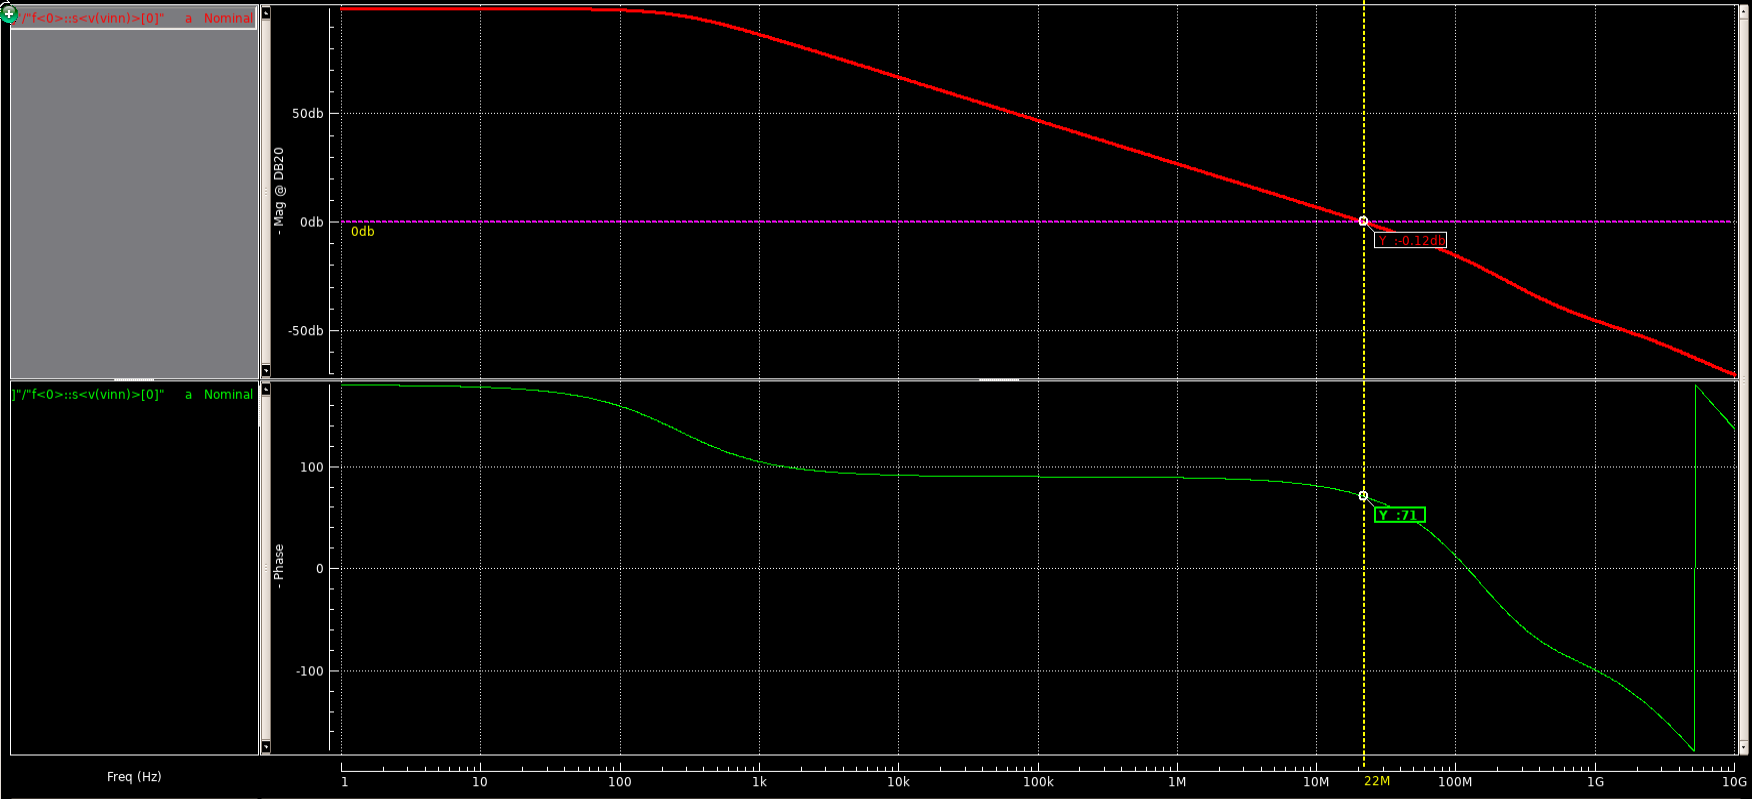 ]"/"f<0>::s<v(vinn)>[0]" a Nominal
- Mag @ DB20
50db
0db
-50db
0db
Y :-0.12db
]"/"f<0>::s<v(vinn)>[0]" a Nominal
- Phase
100
0
-100
Y :71
Freq (Hz)
1 10 100 1k 10k 100k 1M 10M 22M 100M 1G 10G